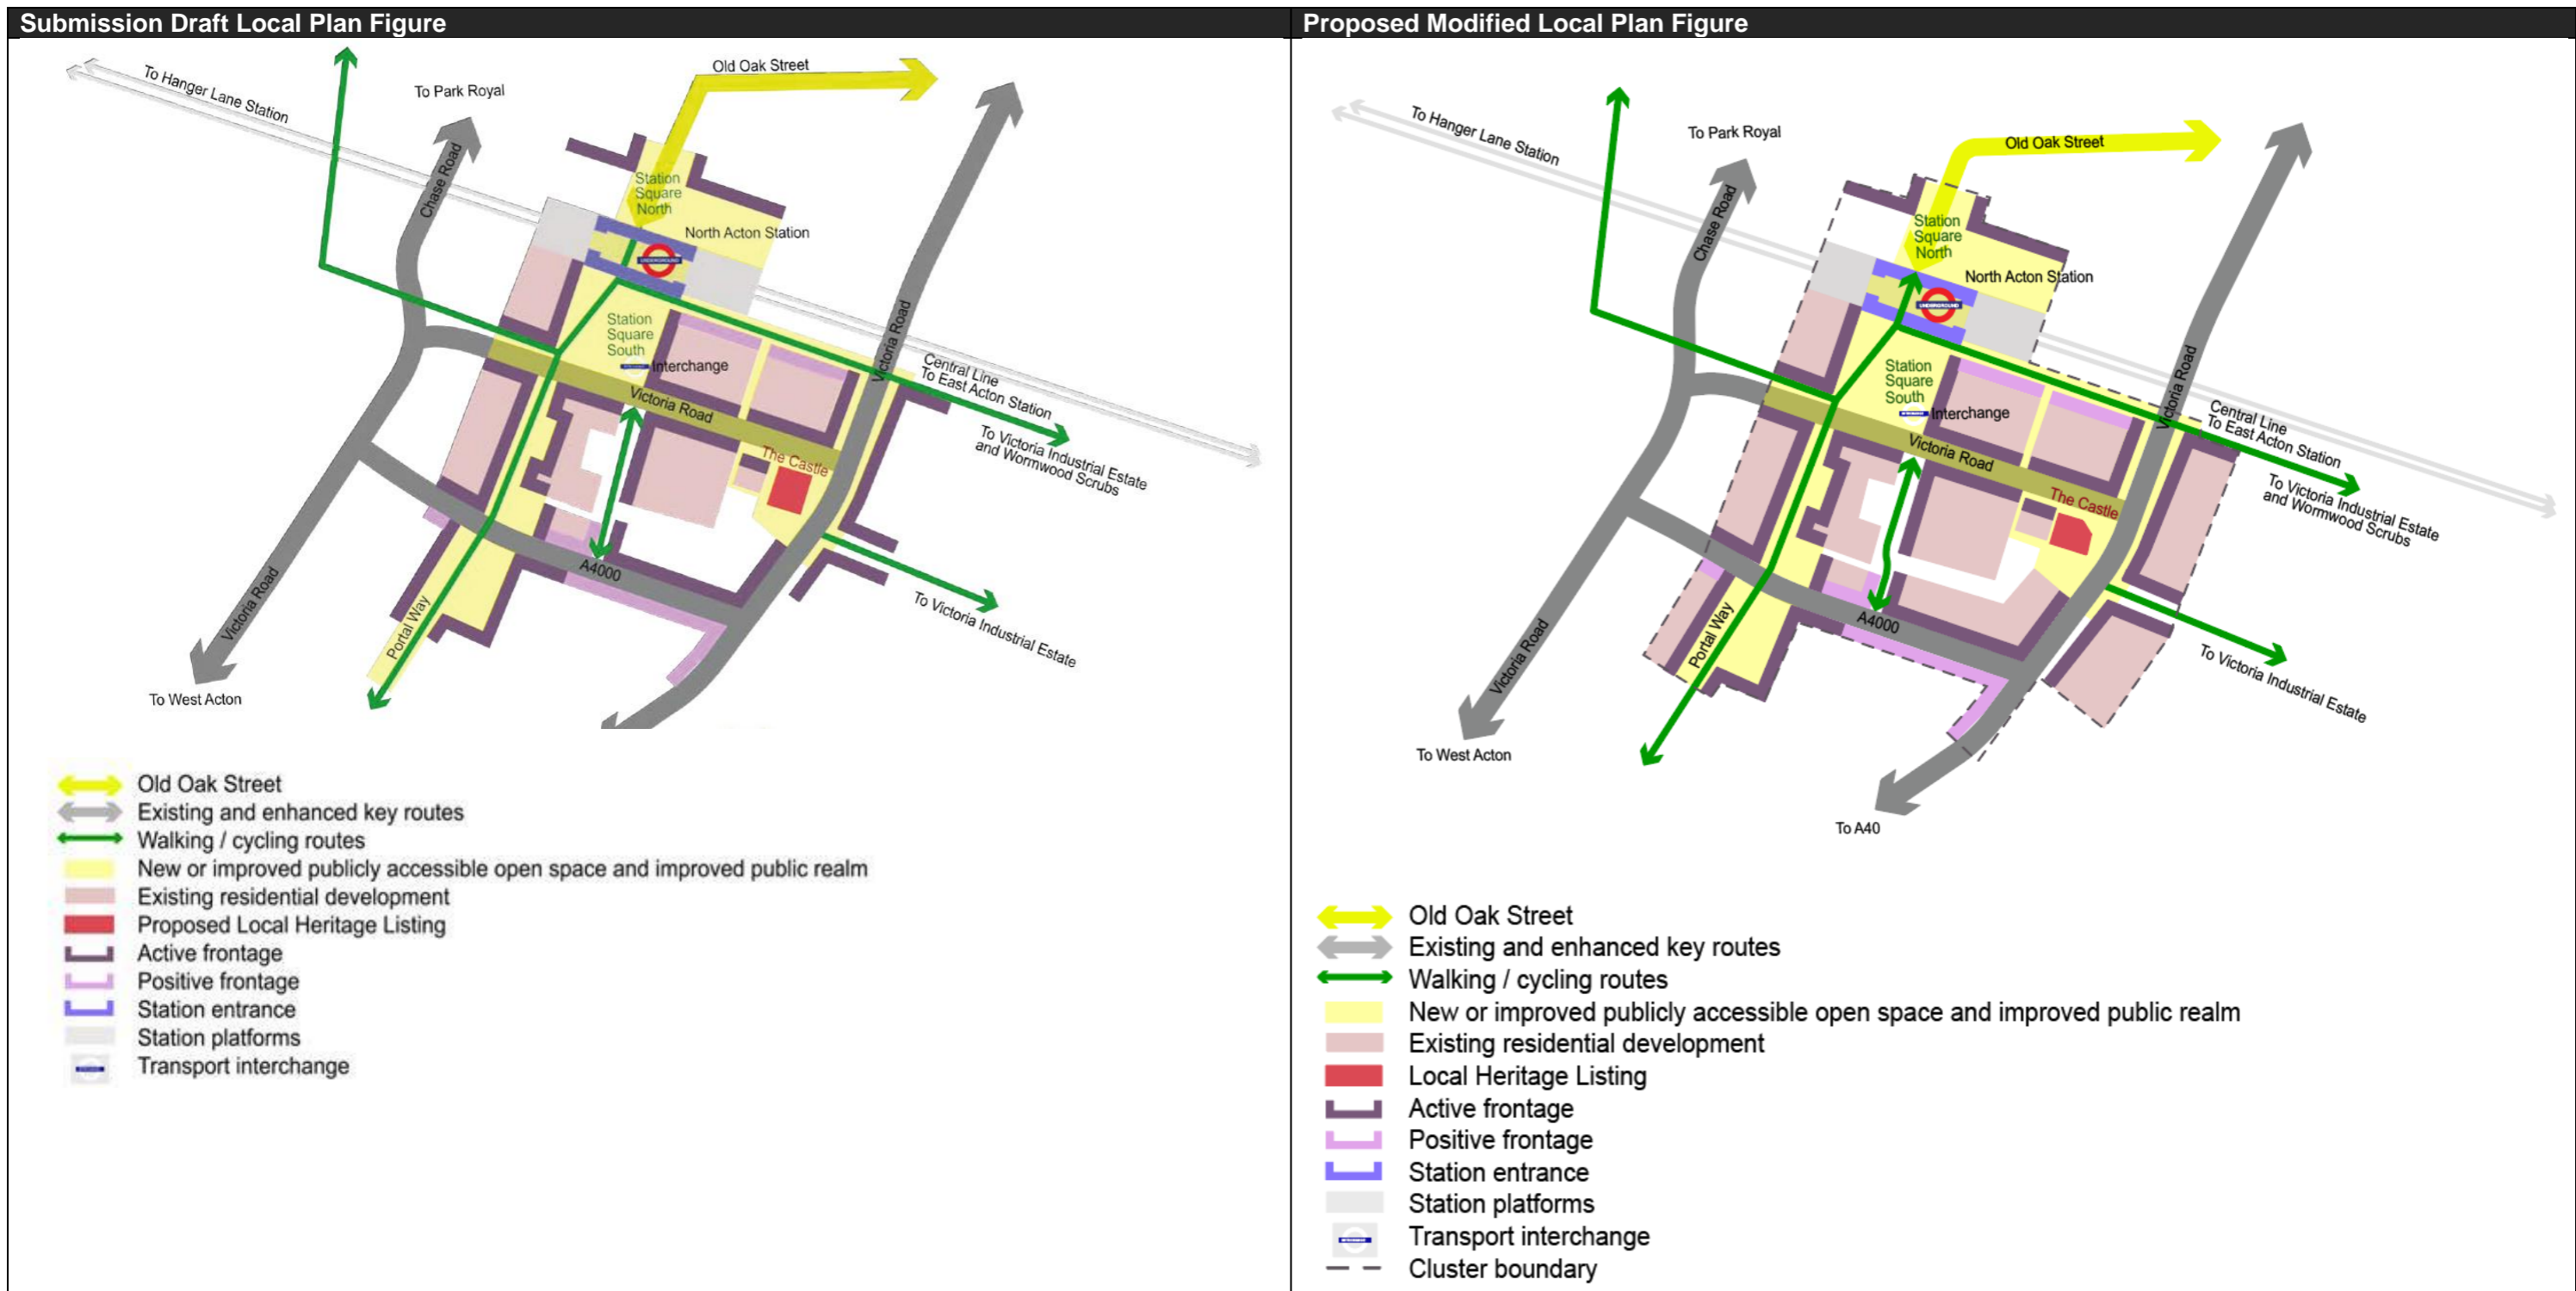 Submission Draft Local Plan Figure
To Hanger Lane Station
To Park Royal
Old Oak Street
Chase Road
Station
Square
North
North Acton Station
UNDERGROUND
Station
Square
South
Interchange
Victoria Road
Victoria Road
Central Line
To East Acton Station
To Victoria Industrial Estate
and Wormwood Scrubs
The Castle
A4000
To Victoria Industrial Estate
Victoria Road
Portal Way
To West Acton
Old Oak Street
Existing and enhanced key routes
Walking / cycling routes
New or improved publicly accessible open space and improved public realm
Existing residential development
Proposed Local Heritage Listing
Active frontage
Positive frontage
Station entrance
Station platforms
Transport interchange
Proposed Modified Local Plan Figure
To Hanger Lane Station
To Park Royal
Old Oak Street
Chase Road
Station
Square
North
North Acton Station
UNDERGROUND
Station
Square
South
Interchange
Victoria Road
Victoria Road
Central Line
To East Acton Station
To Victoria Industrial Estate
and Wormwood Scrubs
The Castle
A4000
To Victoria Industrial Estate
Victoria Road
Portal Way
To West Acton
To A40
Old Oak Street
Existing and enhanced key routes
Walking / cycling routes
New or improved publicly accessible open space and improved public realm
Existing residential development
Local Heritage Listing
Active frontage
Positive frontage
Station entrance
Station platforms
Transport interchange
Cluster boundary